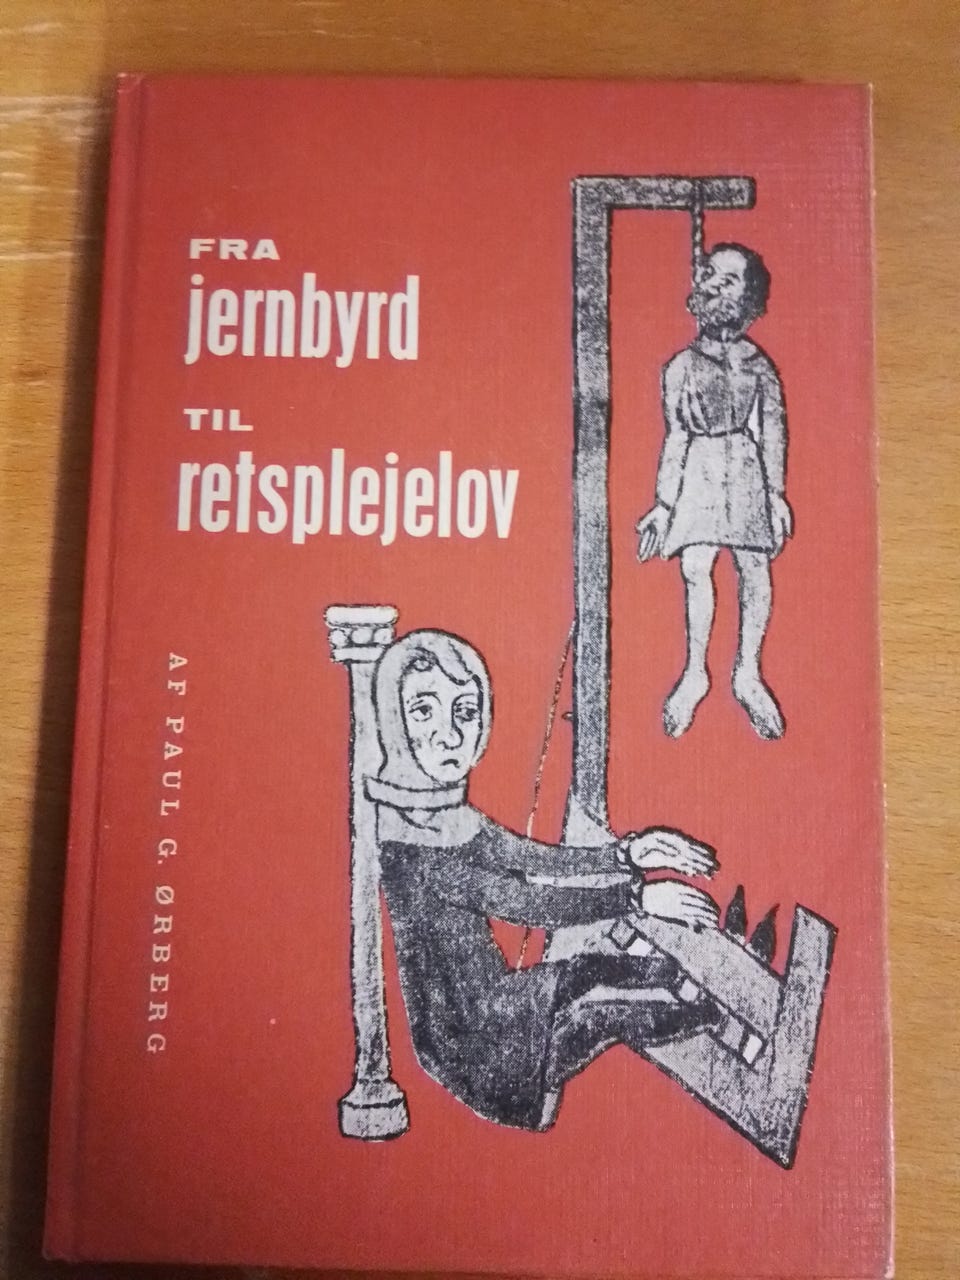 FRA
jernbyrd
TIL
retsplejelov
AF PAUL G. ØRBERG